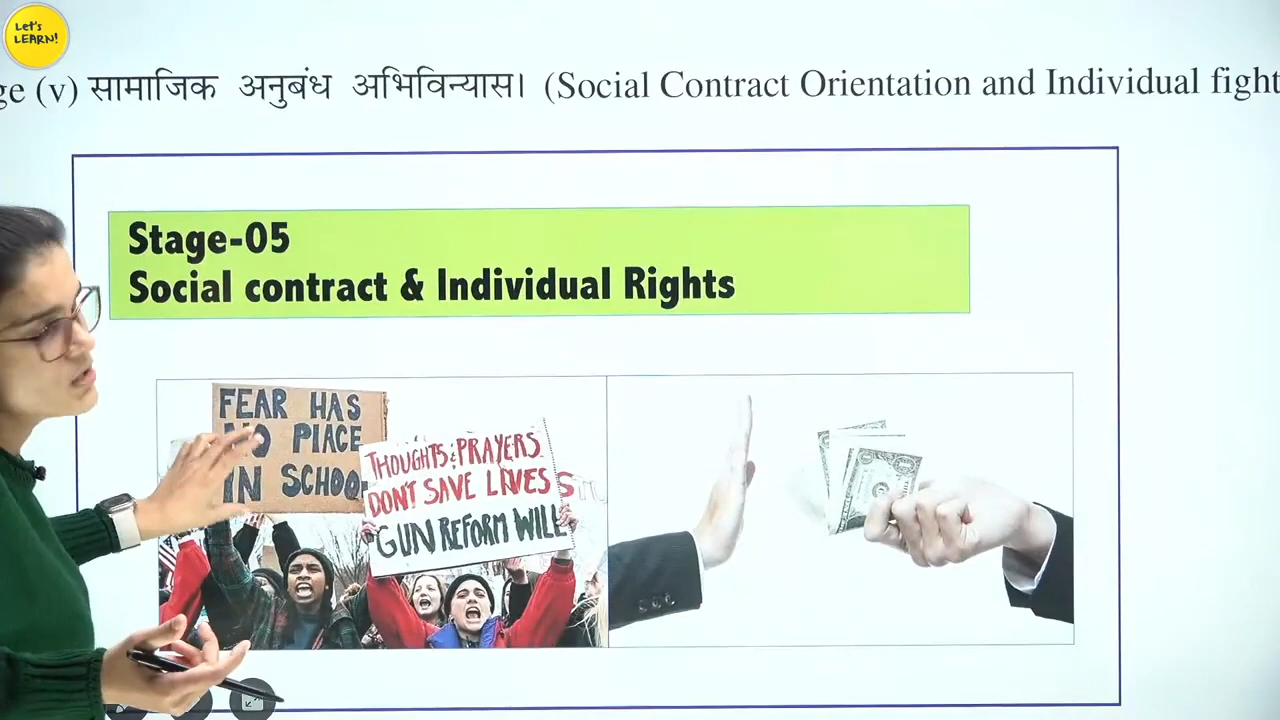 Let's
LEARN!
ge (v) सामाजिक अनुबंध अभिविन्यास। (Social Contract Orientation and Individual fight
Stage-05
Social contract & Individual Rights
FEAR HAS
NO PLACE
IN SCHOO
THOUGHTS & PRAYERS
DON'T SAVE LIVES
GUN REFORM WILL